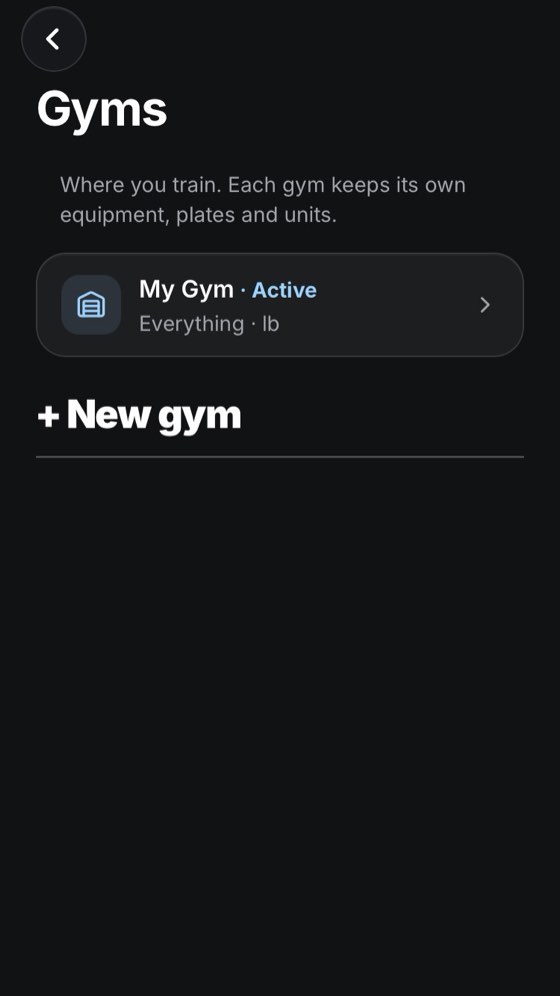 Gyms
Where you train. Each gym keeps its own
equipment, plates and units.
My Gym · Active
Everything · lb
+ New gym